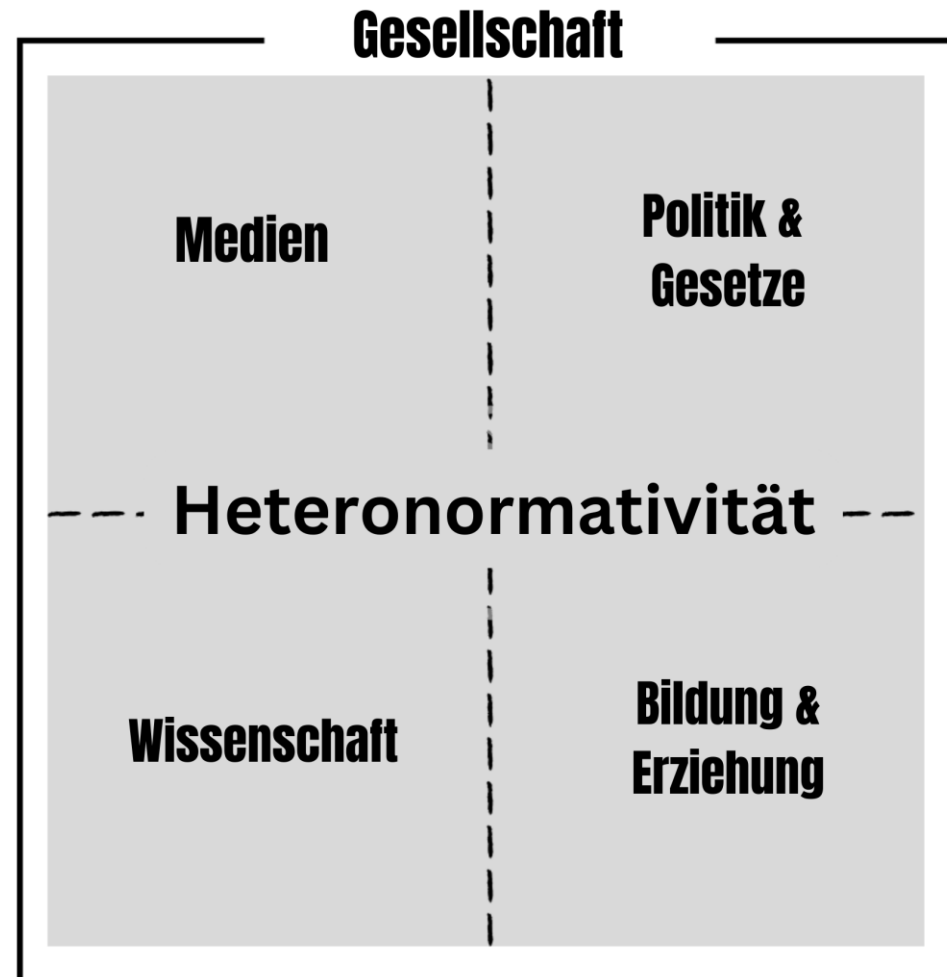 Gesellschaft
Medien
Politik &
Gesetze
Heteronormativität
Wissenschaft
Bildung &
Erziehung